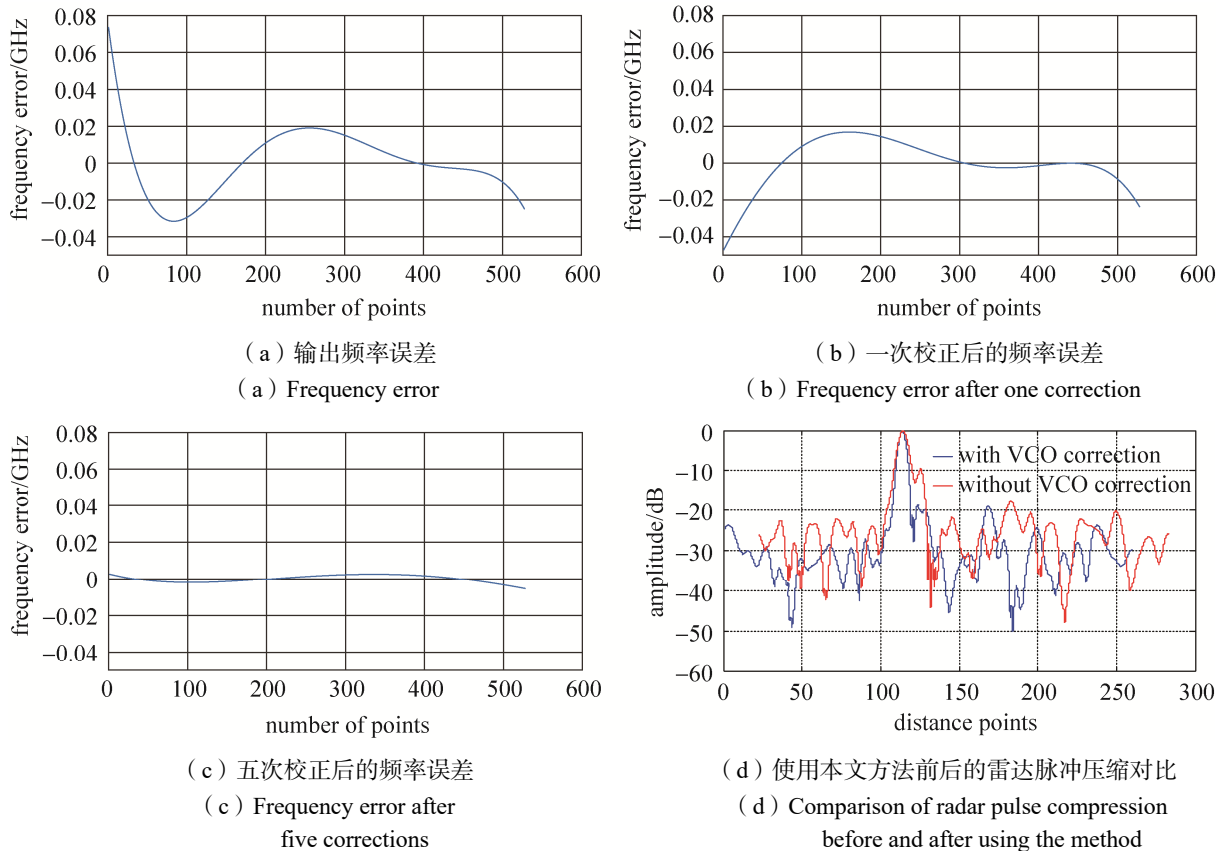 frequency error/GHz
0.08
0.06
0.04
0.02
0
−0.02
−0.04
0 100 200 300 400 500 600
number of points
（a）输出频率误差
（a）Frequency error
frequency error/GHz
0.08
0.06
0.04
0.02
0
−0.02
−0.04
0 100 200 300 400 500 600
number of points
（b）一次校正后的频率误差
（b）Frequency error after one correction
frequency error/GHz
0.08
0.06
0.04
0.02
0
−0.02
−0.04
0 100 200 300 400 500 600
number of points
（c）五次校正后的频率误差
（c）Frequency error after
five corrections
amplitude/dB
0
−10
−20
−30
−40
−50
−60
with VCO correction
without VCO correction
0 50 100 150 200 250 300
distance points
（d）使用本文方法前后的雷达脉冲压缩对比
（d）Comparison of radar pulse compression
before and after using the method